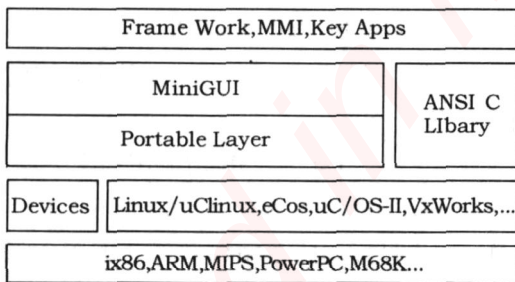 Frame Work,MMI,Key Apps
MiniGUI
ANSI C
LIbary
Portable Layer
Devices
Linux/uClinux,eCos,uC/OS-II,VxWorks,...
ix86,ARM,MIPS,PowerPC,M68K...